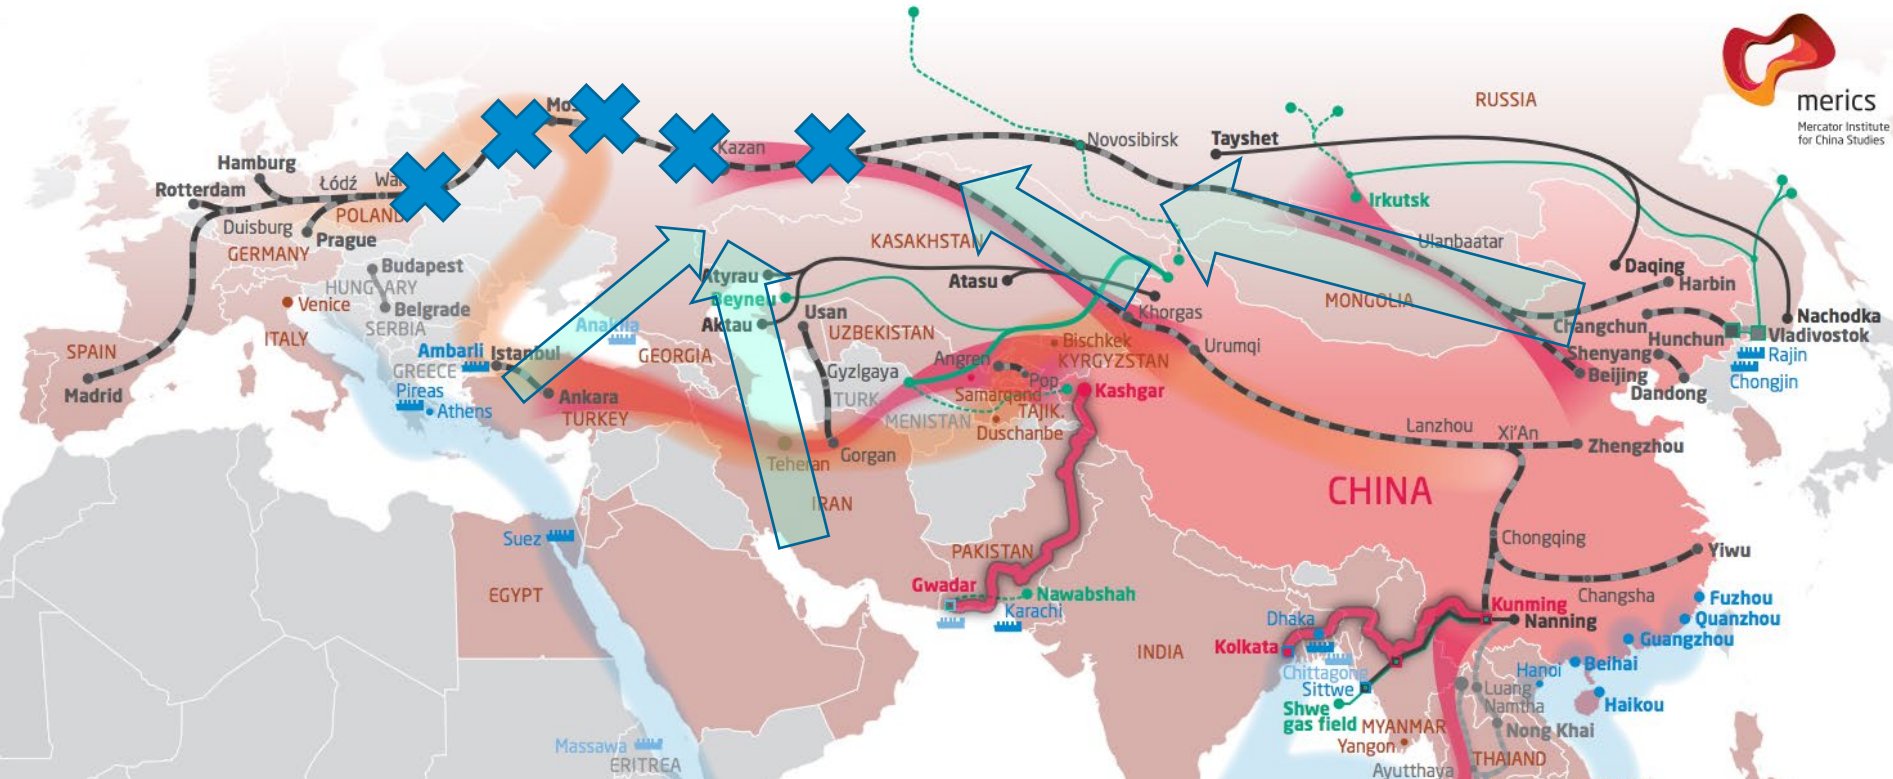 merics
Mercator Institute
for China Studies
RUSSIA
Mos
Novosibirsk
Tayshet
Kazan
Hamburg
Rotterdam
Łódź
Duisburg
POLAND
Prague
GERMANY
Irkutsk
Ulanbaatar
KASAKHSTAN
Budapest
HUNGARY
Belgrade
SERBIA
Venice
ITALY
Atyrau
Beyneu
Aktau
Usan
UZBEKISTAN
Atasu
Khorgas
MONGOLIA
Daqing
Harbin
Changchun
Hunchun
Nachodka
Vladivostok
Rajin
Chongjin
Shenyang
Beijing
Dandong
SPAIN
Madrid
Ambarli
Istanbul
GREECE
Pireas
Athens
Ankara
TURKEY
Anaklia
GEORGIA
Gyzlgaya
TURK
MENISTAN
Angren
Pop
Samarqand
TAJIK.
Duschanbe
Bischkek
KYRGYZSTAN
Urumqi
Kashgar
Teheran
Gorgan
IRAN
Lanzhou
Xi'An
Zhengzhou
CHINA
Suez
EGYPT
PAKISTAN
Gwadar
Nawabshah
Karachi
Chongqing
Yiwu
Changsha
Fuzhou
Quanzhou
Guangzhou
Beihai
Haikou
Hanoi
Kunming
Nanning
INDIA
Dhaka
Kolkata
Chittagong
Sittwe
Shwe
gas field
MYANMAR
Yangon
Luang
Namtha
Nong Khai
THAIAND
Ayutthaya
Massawa
ERITREA